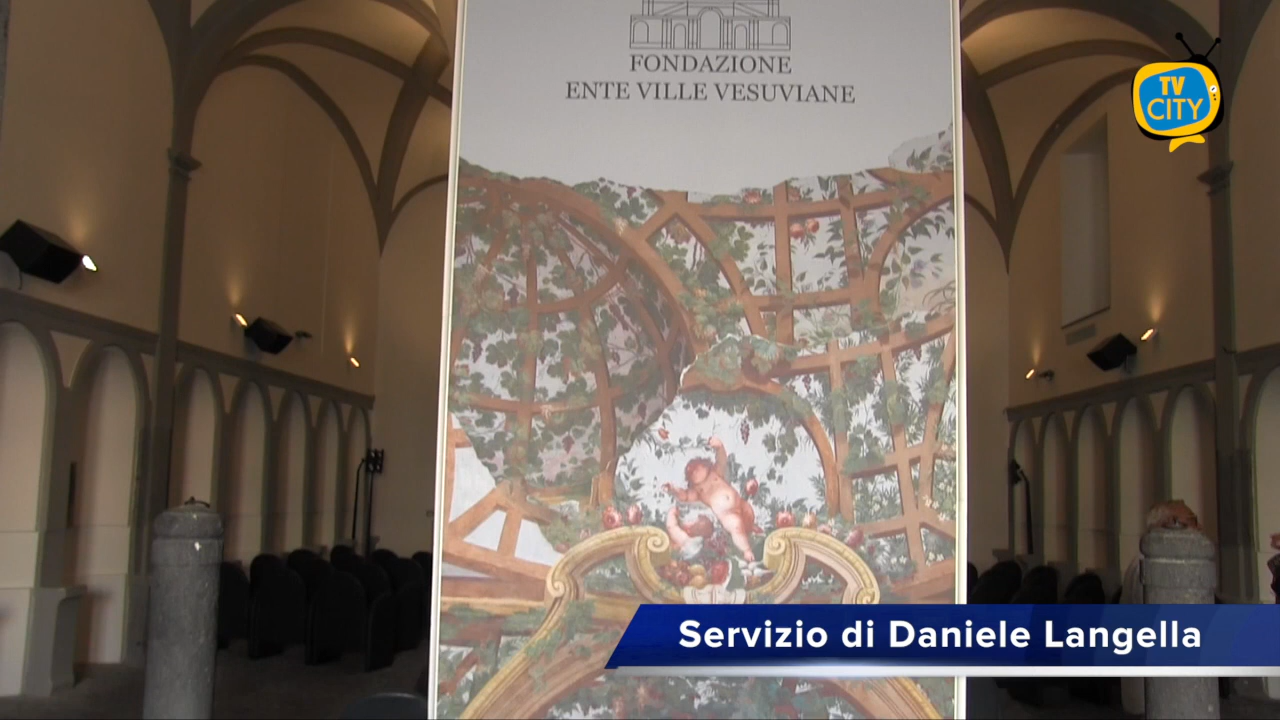 FONDAZIONE
ENTE VILLE VESUVIANE
TV
CITY
Servizio di Daniele Langella